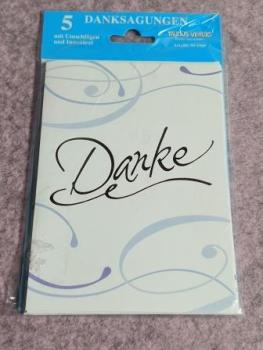 5 DANKSAGUNGEN
mit Umschlägen
und Innentext
Danke